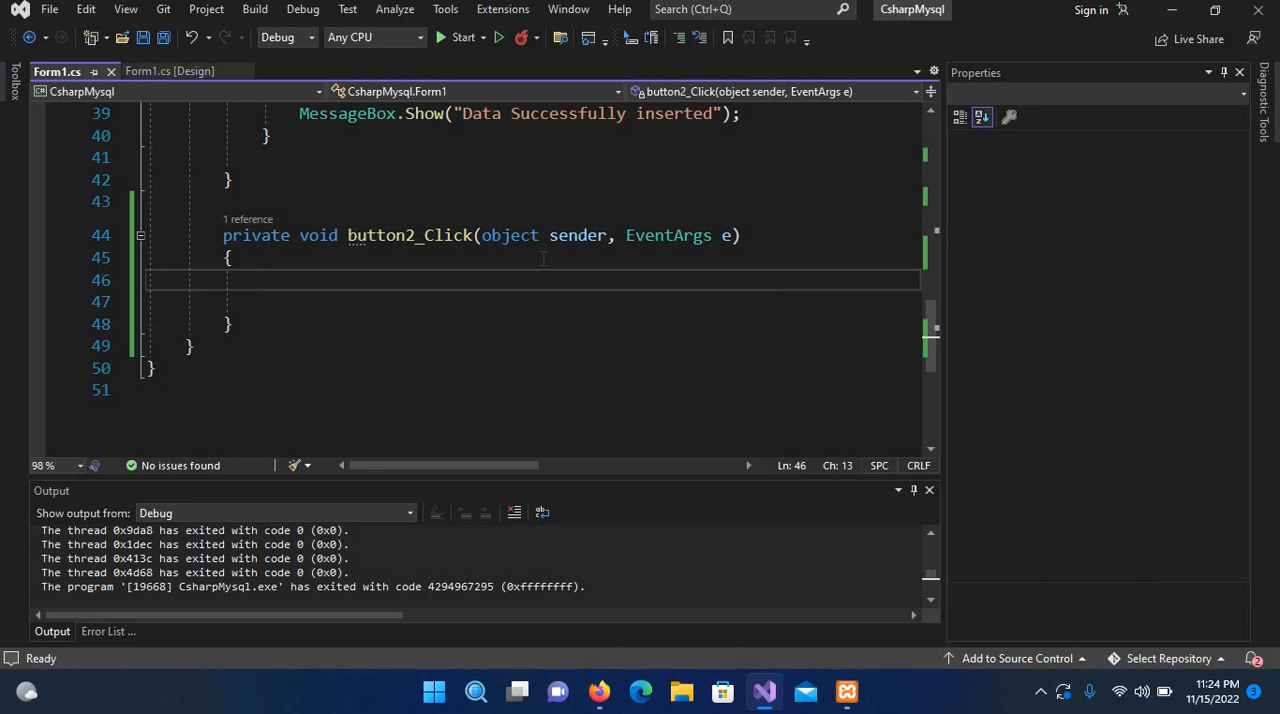 File Edit View Git Project Build Debug Test Analyze Tools Extensions Window Help Search (Ctrl+Q) CsharpMysql Sign in
Debug Any CPU Start Live Share
Toolbox
Form1.cs Form1.cs [Design]
CsharpMysql CsharpMysql.Form1 button2_Click(object sender, EventArgs e)
39 MessageBox.Show("Data Successfully inserted");
40 }
41
42 }
43
1 reference
44 private void button2_Click(object sender, EventArgs e)
45 {
46
47
48 }
49 }
50 }
51
98 % No issues found Ln: 46 Ch: 13 SPC CRLF
Output
Show output from: Debug
The thread 0x9da8 has exited with code 0 (0x0).
The thread 0x1dec has exited with code 0 (0x0).
The thread 0x413c has exited with code 0 (0x0).
The thread 0x4d68 has exited with code 0 (0x0).
The program '[19668] CsharpMysql.exe' has exited with code 4294967295 (0xffffffff).
Output Error List ...
Properties
Diagnostic Tools
Ready Add to Source Control Select Repository 2
11:24 PM
11/15/2022 3